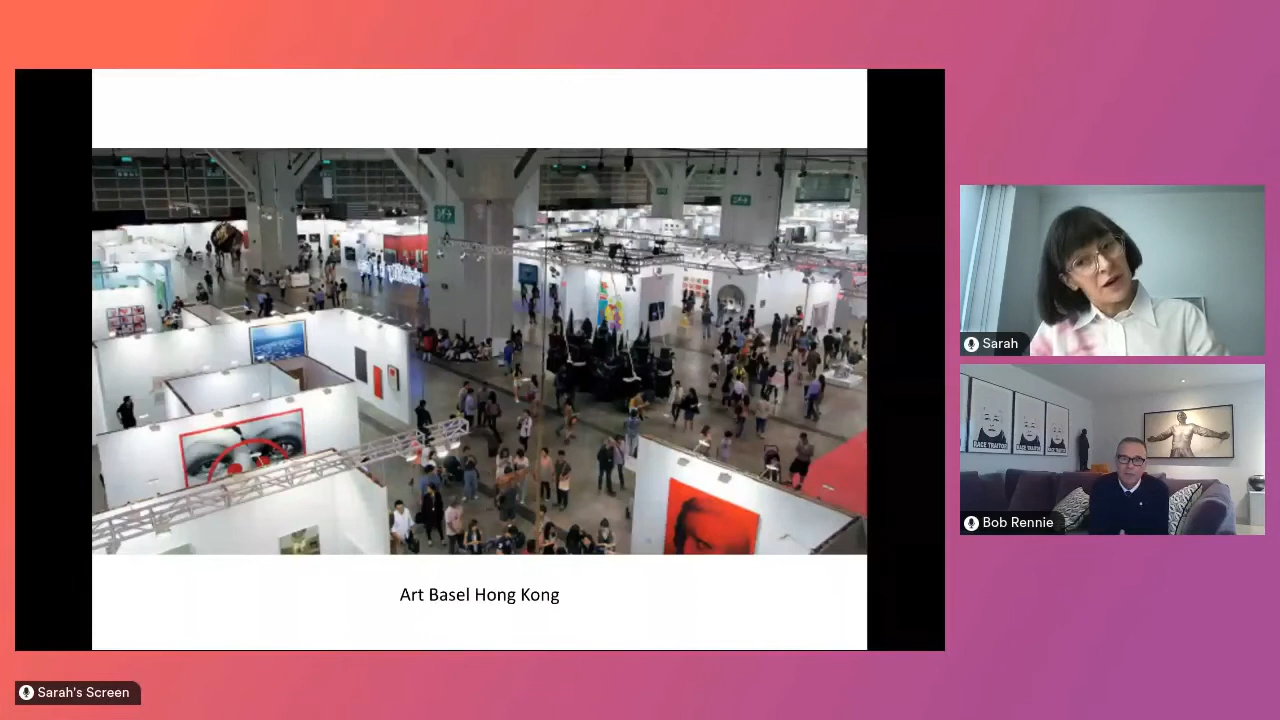 Art Basel Hong Kong
Sarah
RACE TRAITOR
RACE TRAITOR
RACE TRAITOR
Bob Rennie
Sarah's Screen